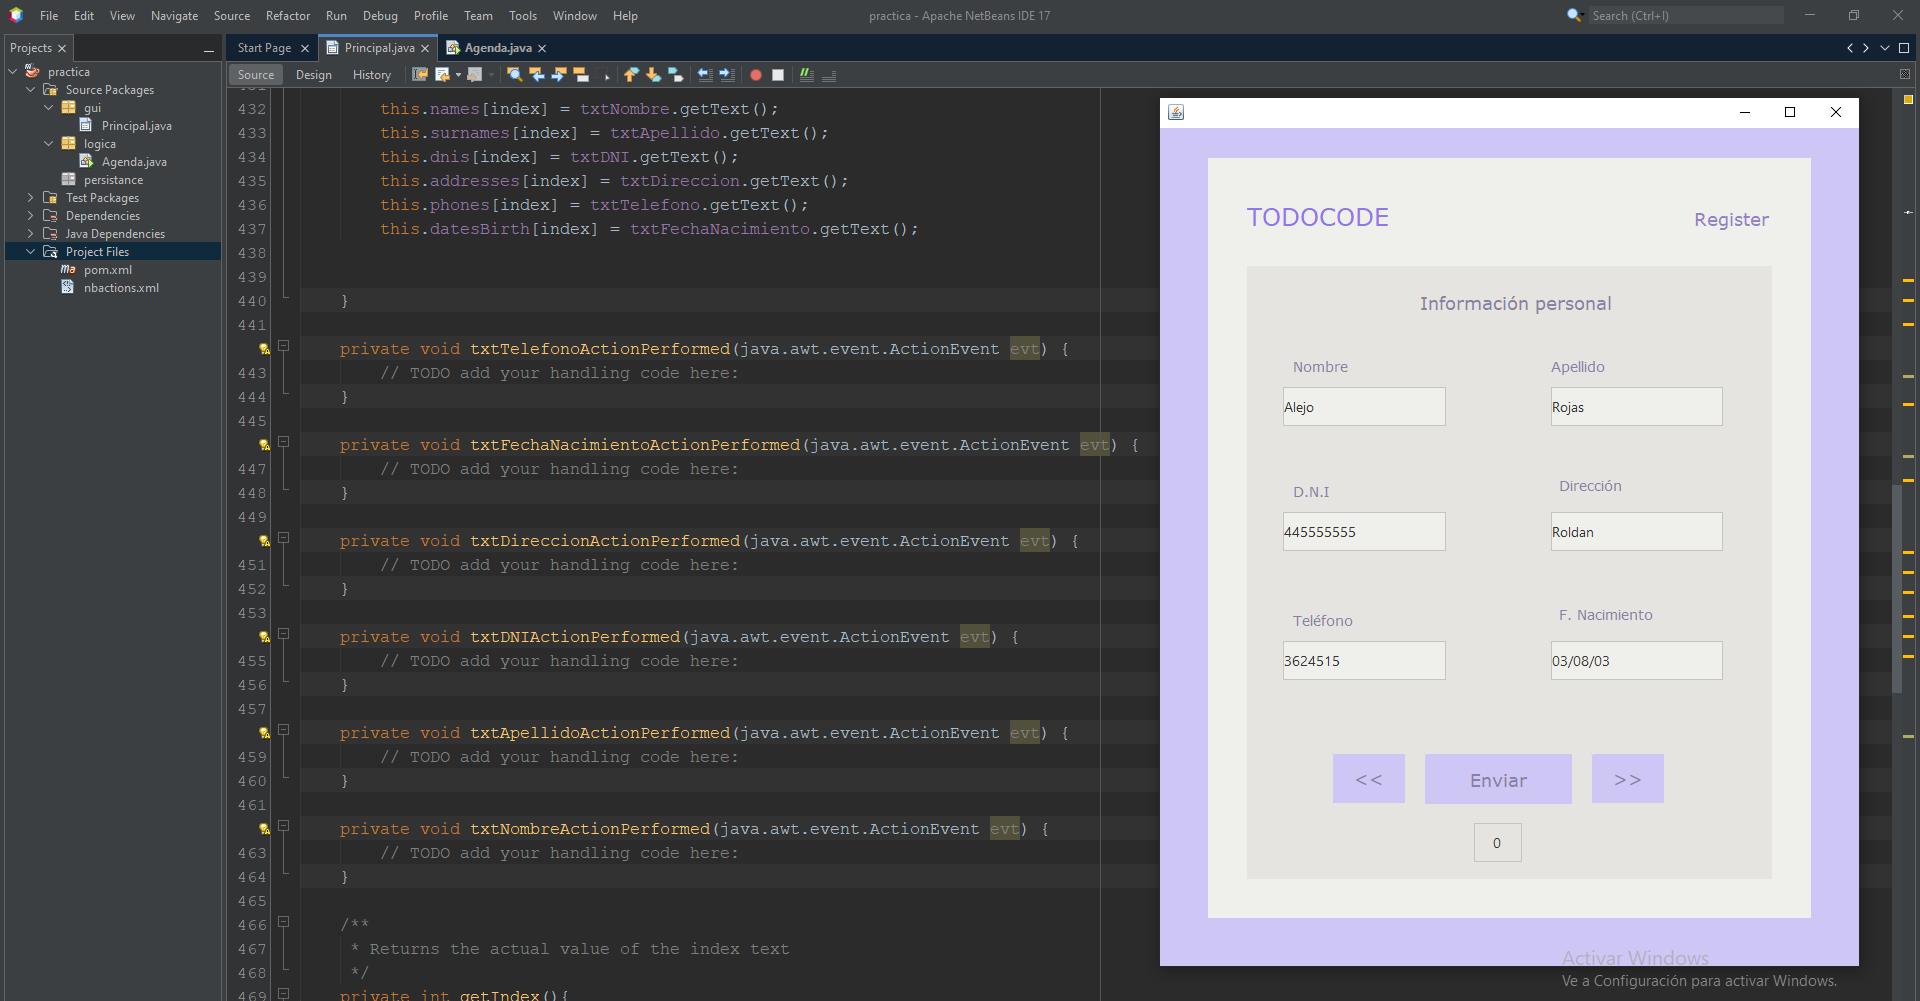 File Edit View Navigate Source Refactor Run Debug Profile Team Tools Window Help
practica - Apache NetBeans IDE 17
Search (Ctrl+I)
Projects
Start Page
Principal.java
Agenda.java
Source Design History
practica
Source Packages
gui
Principal.java
logica
Agenda.java
persistance
Test Packages
Dependencies
Java Dependencies
Project Files
pom.xml
nbactions.xml
432 this.names[index] = txtNombre.getText();
433 this.surnames[index] = txtApellido.getText();
434 this.dnis[index] = txtDNI.getText();
435 this.addresses[index] = txtDireccion.getText();
436 this.phones[index] = txtTelefono.getText();
437 this.datesBirth[index] = txtFechaNacimiento.getText();
438
439
440 }
441
private void txtTelefonoActionPerformed(java.awt.event.ActionEvent evt) {
443 // TODO add your handling code here:
444 }
445
private void txtFechaNacimientoActionPerformed(java.awt.event.ActionEvent evt) {
447 // TODO add your handling code here:
448 }
449
private void txtDireccionActionPerformed(java.awt.event.ActionEvent evt) {
451 // TODO add your handling code here:
452 }
453
private void txtDNIActionPerformed(java.awt.event.ActionEvent evt) {
455 // TODO add your handling code here:
456 }
457
private void txtApellidoActionPerformed(java.awt.event.ActionEvent evt) {
459 // TODO add your handling code here:
460 }
461
private void txtNombreActionPerformed(java.awt.event.ActionEvent evt) {
463 // TODO add your handling code here:
464 }
465
466 /**
467 * Returns the actual value of the index text
468 */
469 private int getIndex(){
TODOCODE
Register
Información personal
Nombre
Apellido
Alejo
Rojas
D.N.I
Dirección
445555555
Roldan
Teléfono
F. Nacimiento
3624515
03/08/03
<<
Enviar
>>
0
Activar Windows
Ve a Configuración para activar Windows.